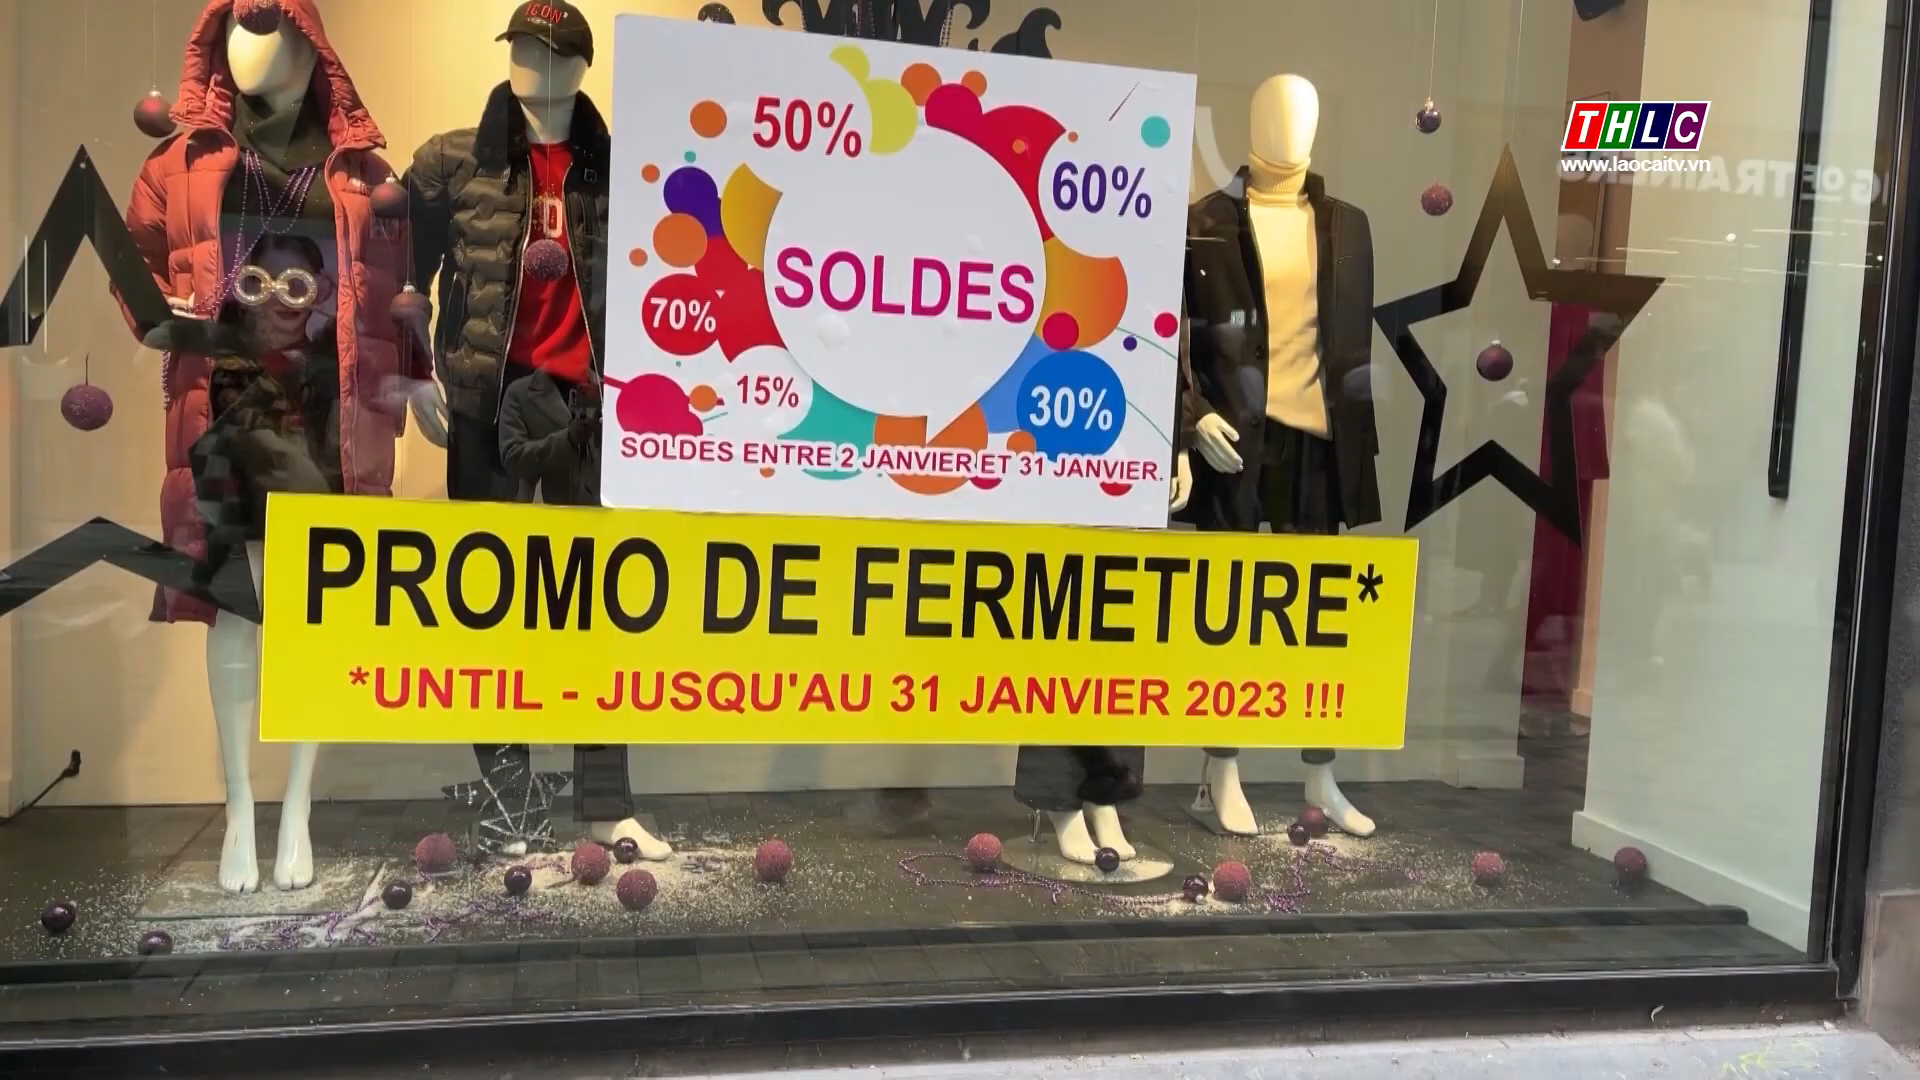 ICON
THLC
www.laocaitv.vn
50%
60%
SOLDES
70%
15%
30%
SOLDES ENTRE 2 JANVIER ET 31 JANVIER.
PROMO DE FERMETURE*
*UNTIL - JUSQU'AU 31 JANVIER 2023 !!!